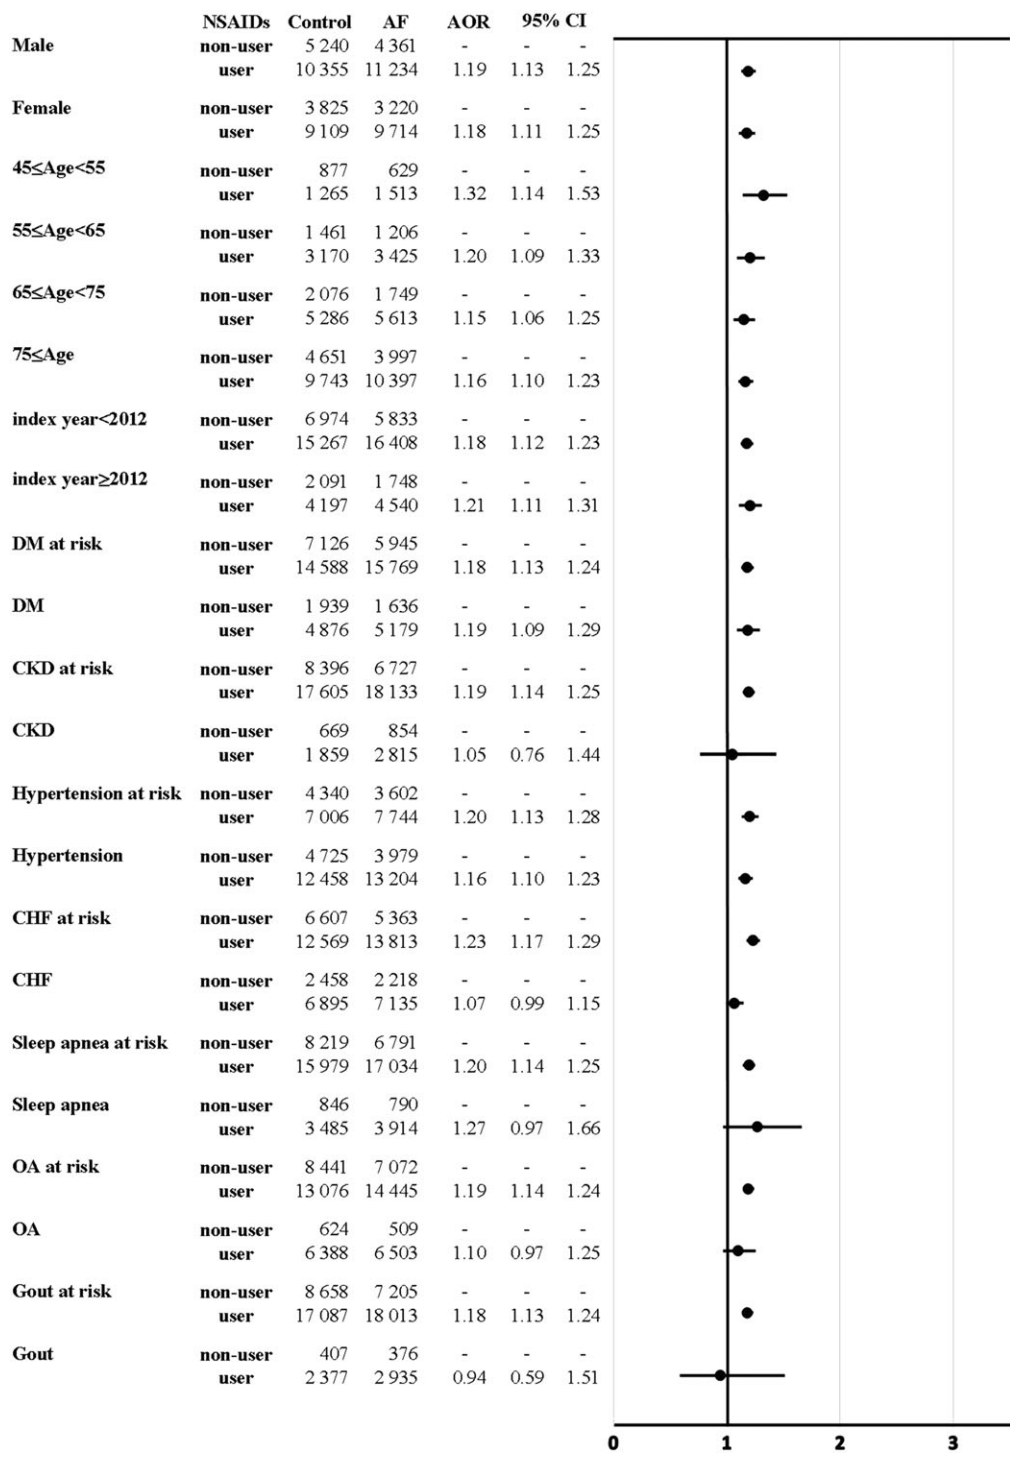 NSAIDs Control AF AOR 95% CI
Male non-user 5 240 4 361 - - -
user 10 355 11 234 1.19 1.13 1.25
Female non-user 3 825 3 220 - - -
user 9 109 9 714 1.18 1.11 1.25
45≤Age<55 non-user 877 629 - - -
user 1 265 1 513 1.32 1.14 1.53
55≤Age<65 non-user 1 461 1 206 - - -
user 3 170 3 425 1.20 1.09 1.33
65≤Age<75 non-user 2 076 1 749 - - -
user 5 286 5 613 1.15 1.06 1.25
75≤Age non-user 4 651 3 997 - - -
user 9 743 10 397 1.16 1.10 1.23
index year<2012 non-user 6 974 5 833 - - -
user 15 267 16 408 1.18 1.12 1.23
index year≥2012 non-user 2 091 1 748 - - -
user 4 197 4 540 1.21 1.11 1.31
DM at risk non-user 7 126 5 945 - - -
user 14 588 15 769 1.18 1.13 1.24
DM non-user 1 939 1 636 - - -
user 4 876 5 179 1.19 1.09 1.29
CKD at risk non-user 8 396 6 727 - - -
user 17 605 18 133 1.19 1.14 1.25
CKD non-user 669 854 - - -
user 1 859 2 815 1.05 0.76 1.44
Hypertension at risk non-user 4 340 3 602 - - -
user 7 006 7 744 1.20 1.13 1.28
Hypertension non-user 4 725 3 979 - - -
user 12 458 13 204 1.16 1.10 1.23
CHF at risk non-user 6 607 5 363 - - -
user 12 569 13 813 1.23 1.17 1.29
CHF non-user 2 458 2 218 - - -
user 6 895 7 135 1.07 0.99 1.15
Sleep apnea at risk non-user 8 219 6 791 - - -
user 15 979 17 034 1.20 1.14 1.25
Sleep apnea non-user 846 790 - - -
user 3 485 3 914 1.27 0.97 1.66
OA at risk non-user 8 441 7 072 - - -
user 13 076 14 445 1.19 1.14 1.24
OA non-user 624 509 - - -
user 6 388 6 503 1.10 0.97 1.25
Gout at risk non-user 8 658 7 205 - - -
user 17 087 18 013 1.18 1.13 1.24
Gout non-user 407 376 - - -
user 2 377 2 935 0.94 0.59 1.51
0 1 2 3